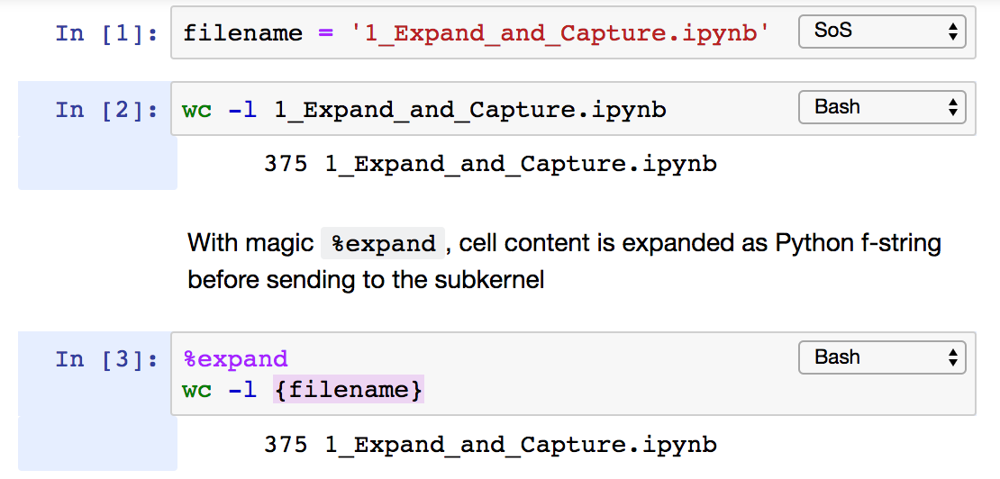 In [1]: filename = '1_Expand_and_Capture.ipynb' SoS
In [2]: wc -l 1_Expand_and_Capture.ipynb Bash
375 1_Expand_and_Capture.ipynb
With magic %expand, cell content is expanded as Python f-string
before sending to the subkernel
In [3]: %expand Bash
wc -l {filename}
375 1_Expand_and_Capture.ipynb